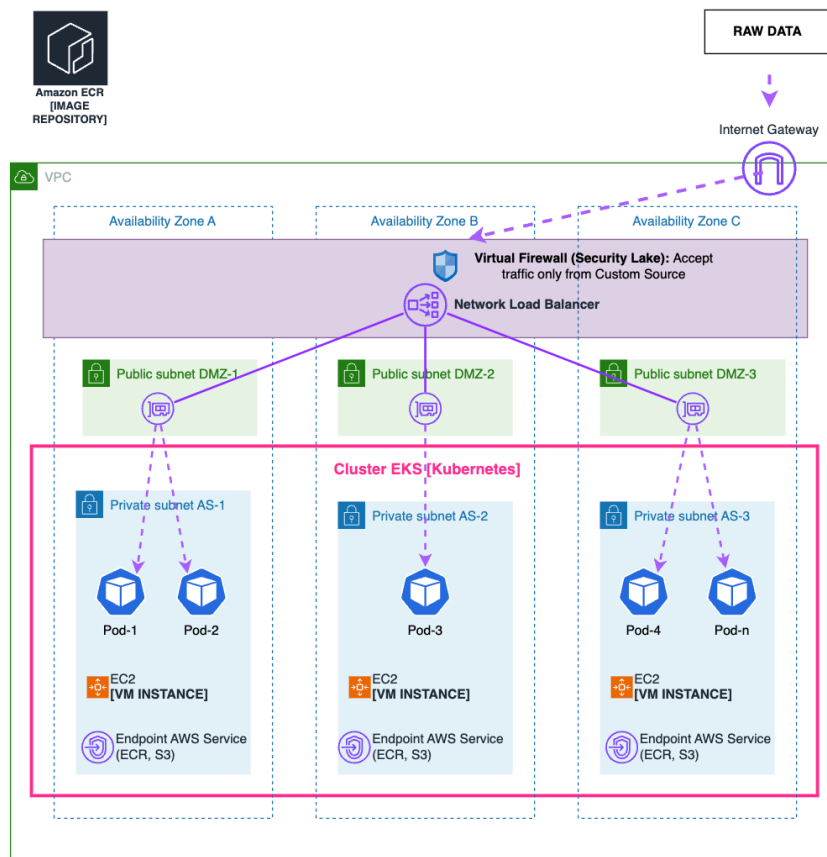 RAW DATA
Amazon ECR
[IMAGE
REPOSITORY]
Internet Gateway
VPC
Availability Zone A
Availability Zone B
Availability Zone C
Virtual Firewall (Security Lake): Accept
traffic only from Custom Source
Network Load Balancer
Public subnet DMZ-1
Public subnet DMZ-2
Public subnet DMZ-3
Cluster EKS [Kubernetes]
Private subnet AS-1
Private subnet AS-2
Private subnet AS-3
Pod-1
Pod-2
Pod-3
Pod-4
Pod-n
EC2
[VM INSTANCE]
EC2
[VM INSTANCE]
EC2
[VM INSTANCE]
Endpoint AWS Service
(ECR, S3)
Endpoint AWS Service
(ECR, S3)
Endpoint AWS Service
(ECR, S3)